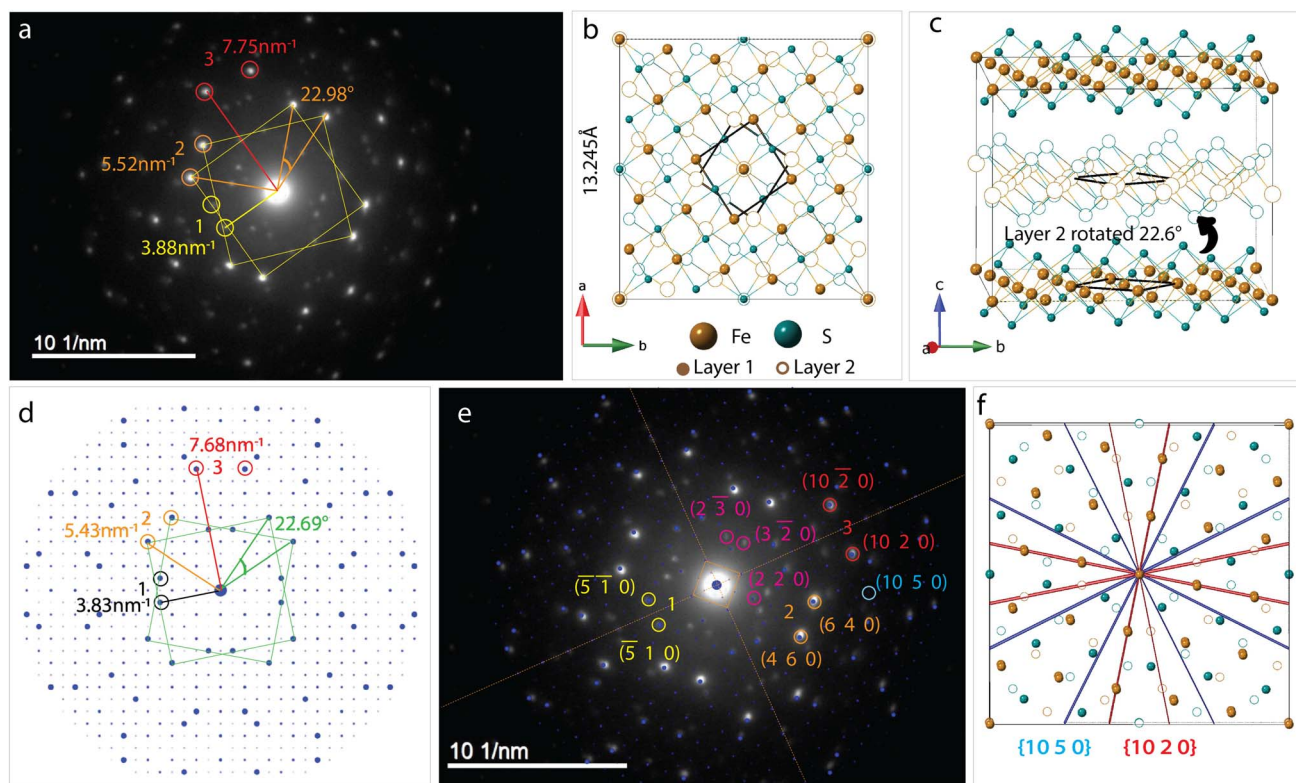 a
7.75nm⁻¹
3
22.98°
2
5.52nm⁻¹
1
3.88nm⁻¹
10 1/nm
b
13.245Å
a
b
Fe
S
Layer 1
Layer 2
c
Layer 2 rotated 22.6°
c
a
b
d
7.68nm⁻¹
3
2
5.43nm⁻¹
22.69°
1
3.83nm⁻¹
e
(10 2̅ 0)
(2 3̅ 0)
3
(3 2̅ 0)
(10 2 0)
(5̅ 1̅ 0)
(2 2 0)
(10 5 0)
1
2
(6 4 0)
(5̅ 1 0)
(4 6 0)
10 1/nm
f
{10 5 0}
{10 2 0}